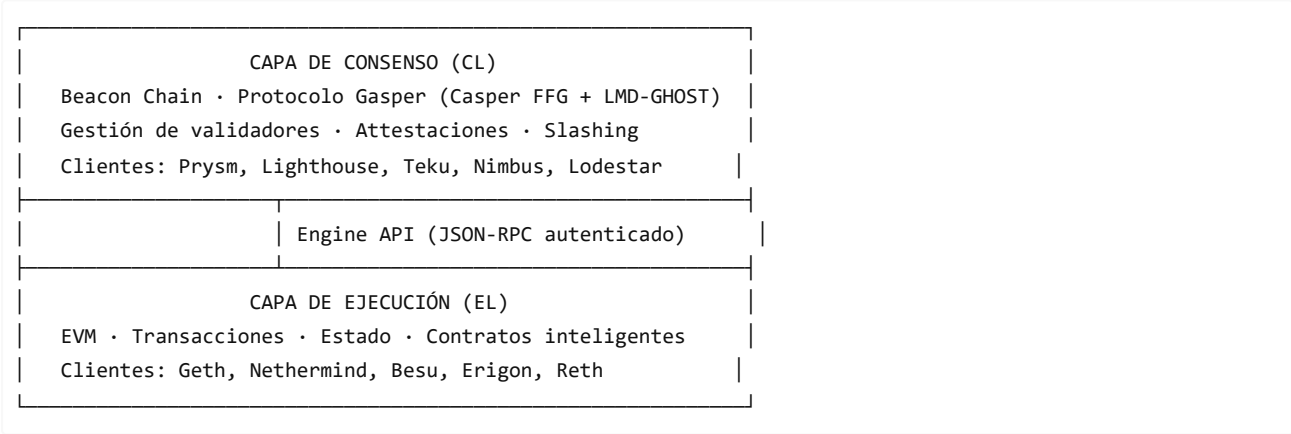 CAPA DE CONSENSO (CL)
Beacon Chain · Protocolo Gasper (Casper FFG + LMD-GHOST)
Gestión de validadores · Attestaciones · Slashing
Clientes: Prysm, Lighthouse, Teku, Nimbus, Lodestar
Engine API (JSON-RPC autenticado)
CAPA DE EJECUCIÓN (EL)
EVM · Transacciones · Estado · Contratos inteligentes
Clientes: Geth, Nethermind, Besu, Erigon, Reth